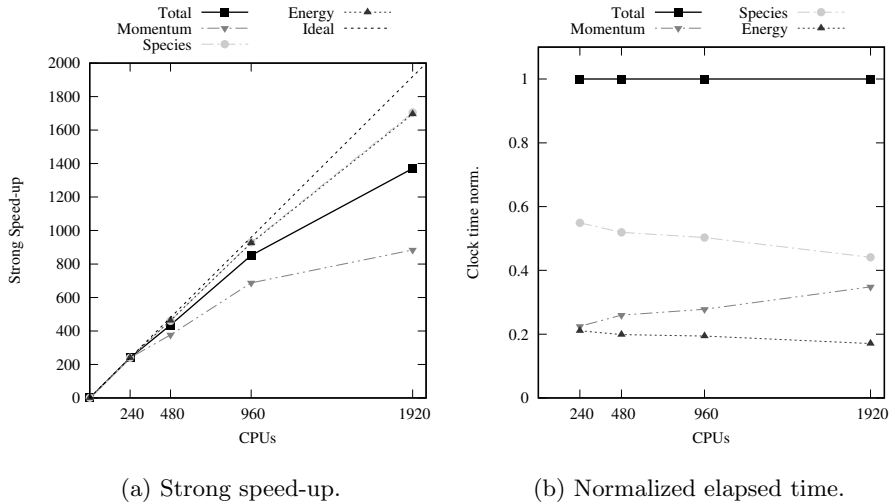 Total
Momentum
Species
Energy
Ideal
2000
1800
1600
1400
1200
1000
800
600
400
200
0
Strong Speed-up
240 480 960 1920
CPUs
(a) Strong speed-up.
Total
Momentum
Species
Energy
1
0.8
0.6
0.4
0.2
0
Clock time norm.
240 480 960 1920
CPUs
(b) Normalized elapsed time.